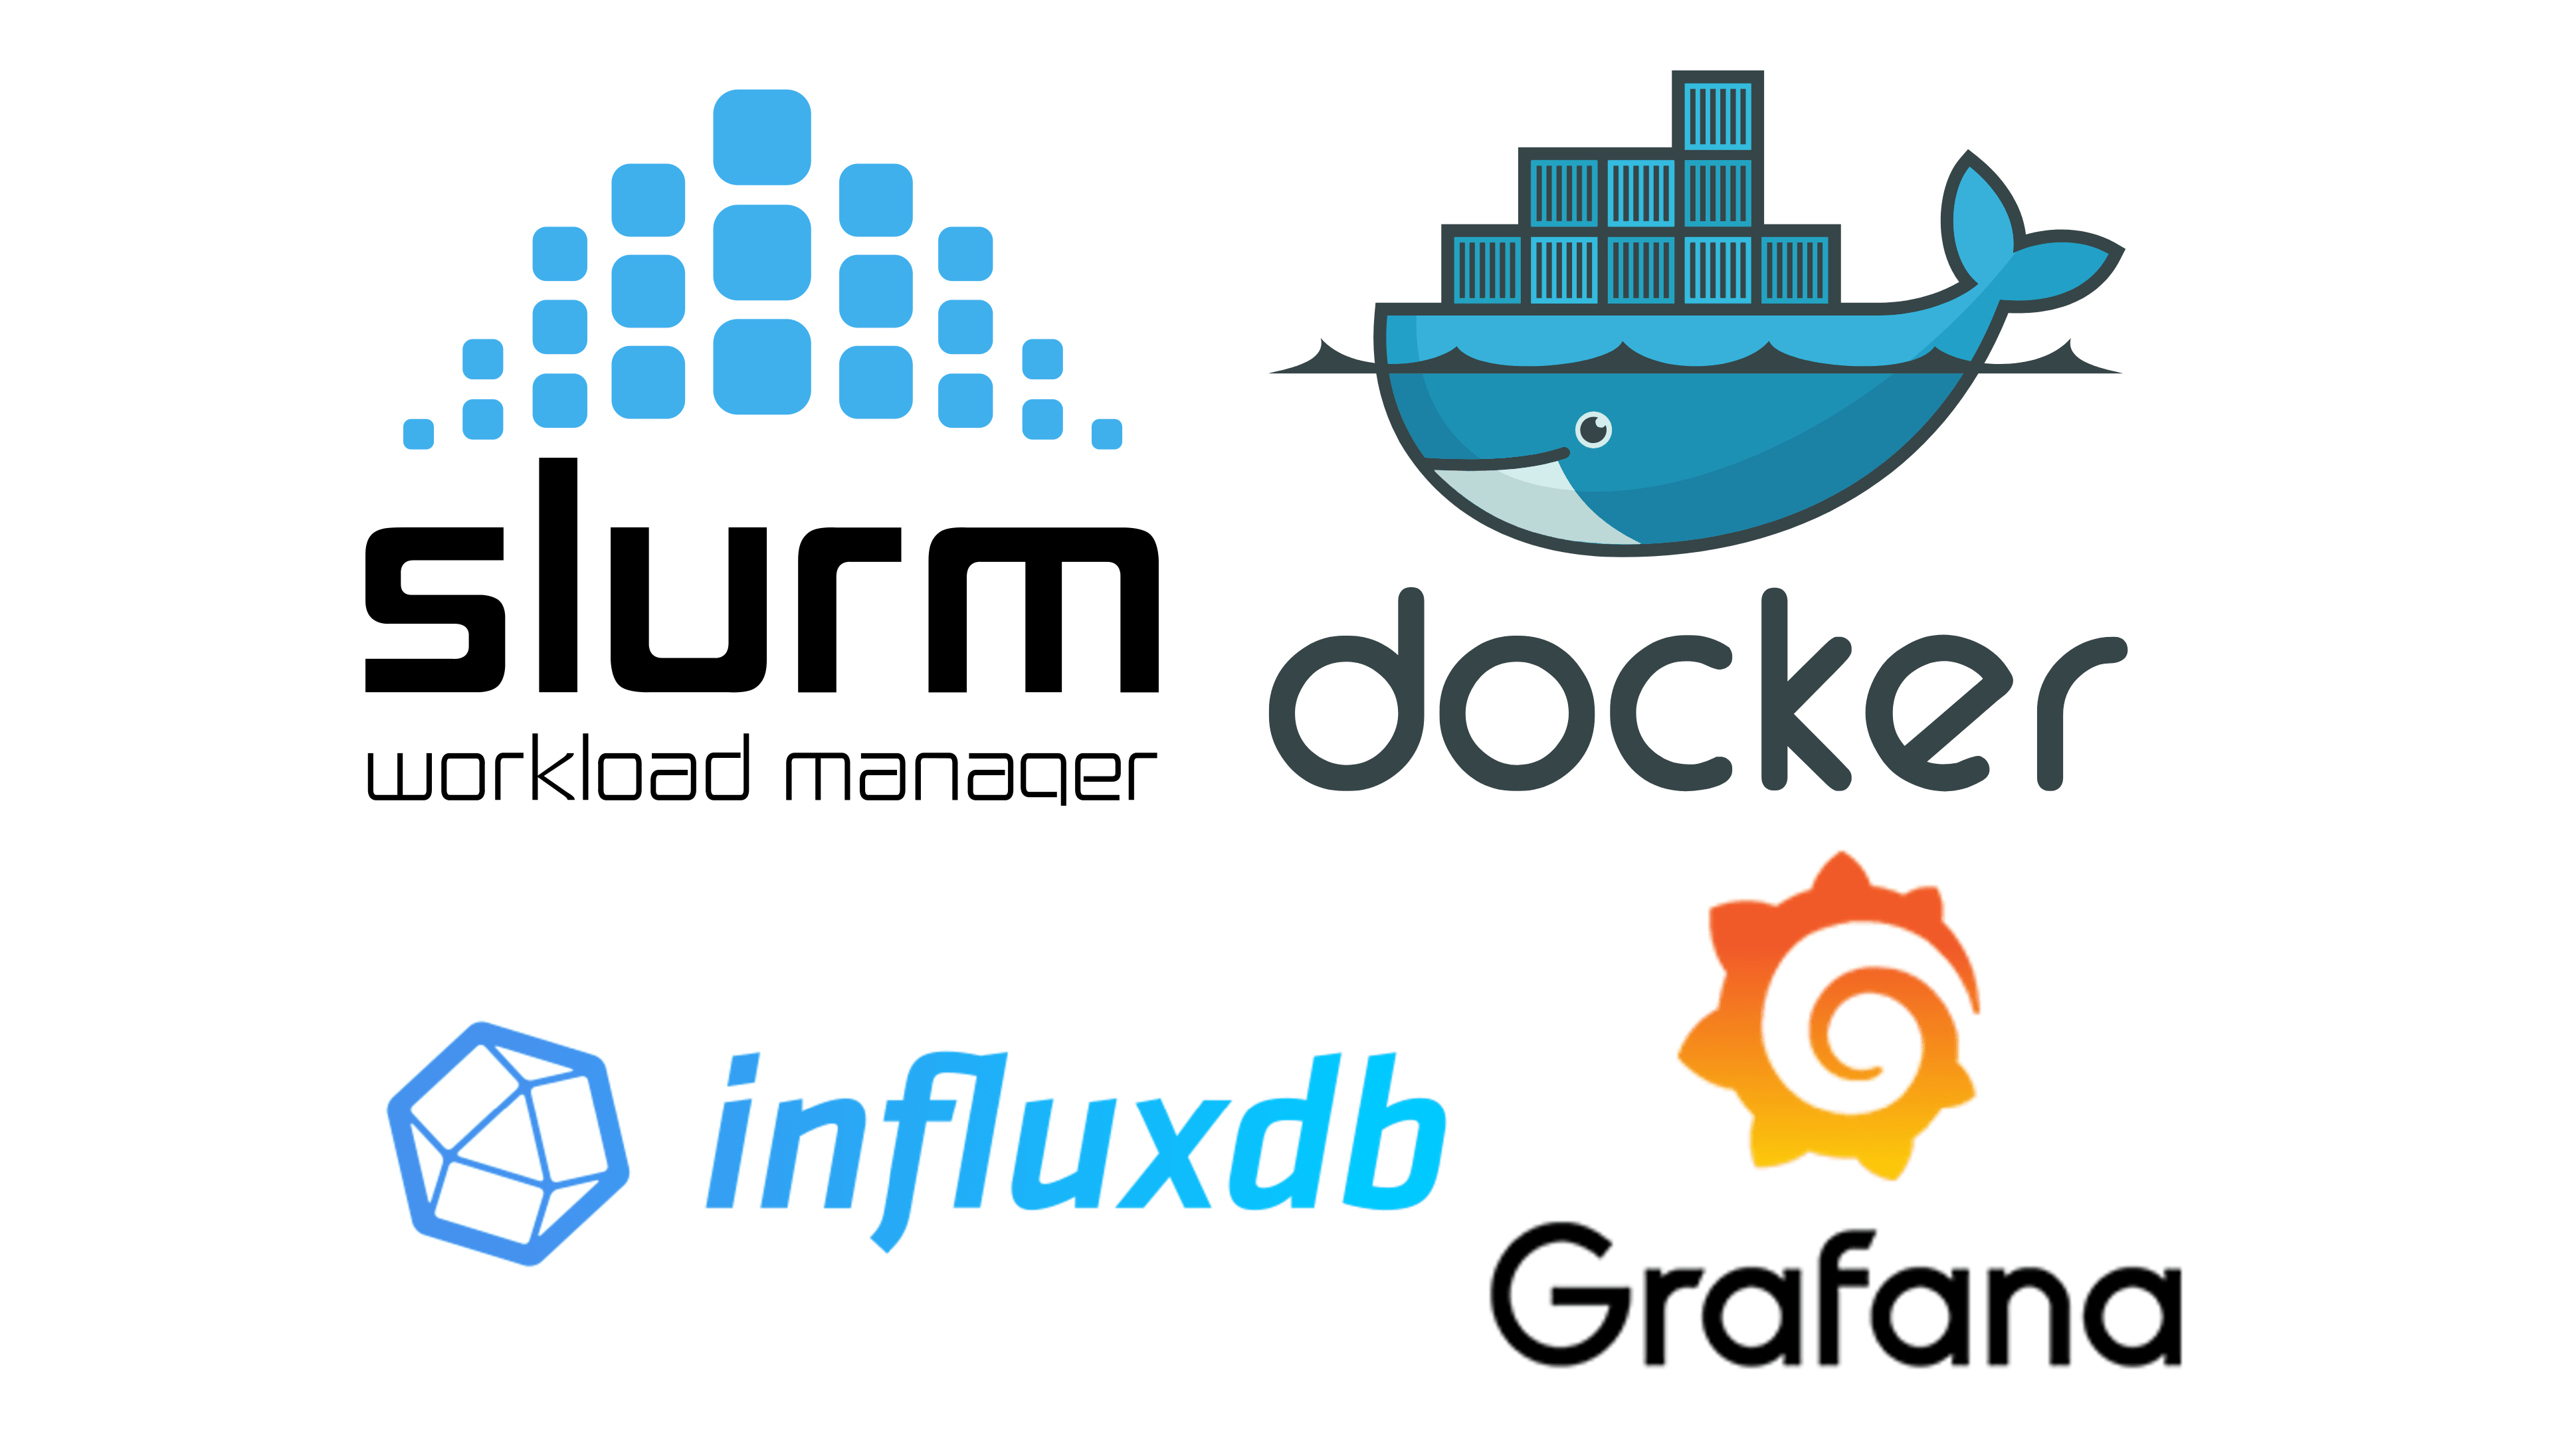 slurm
workload manager
docker
influxdb
Grafana